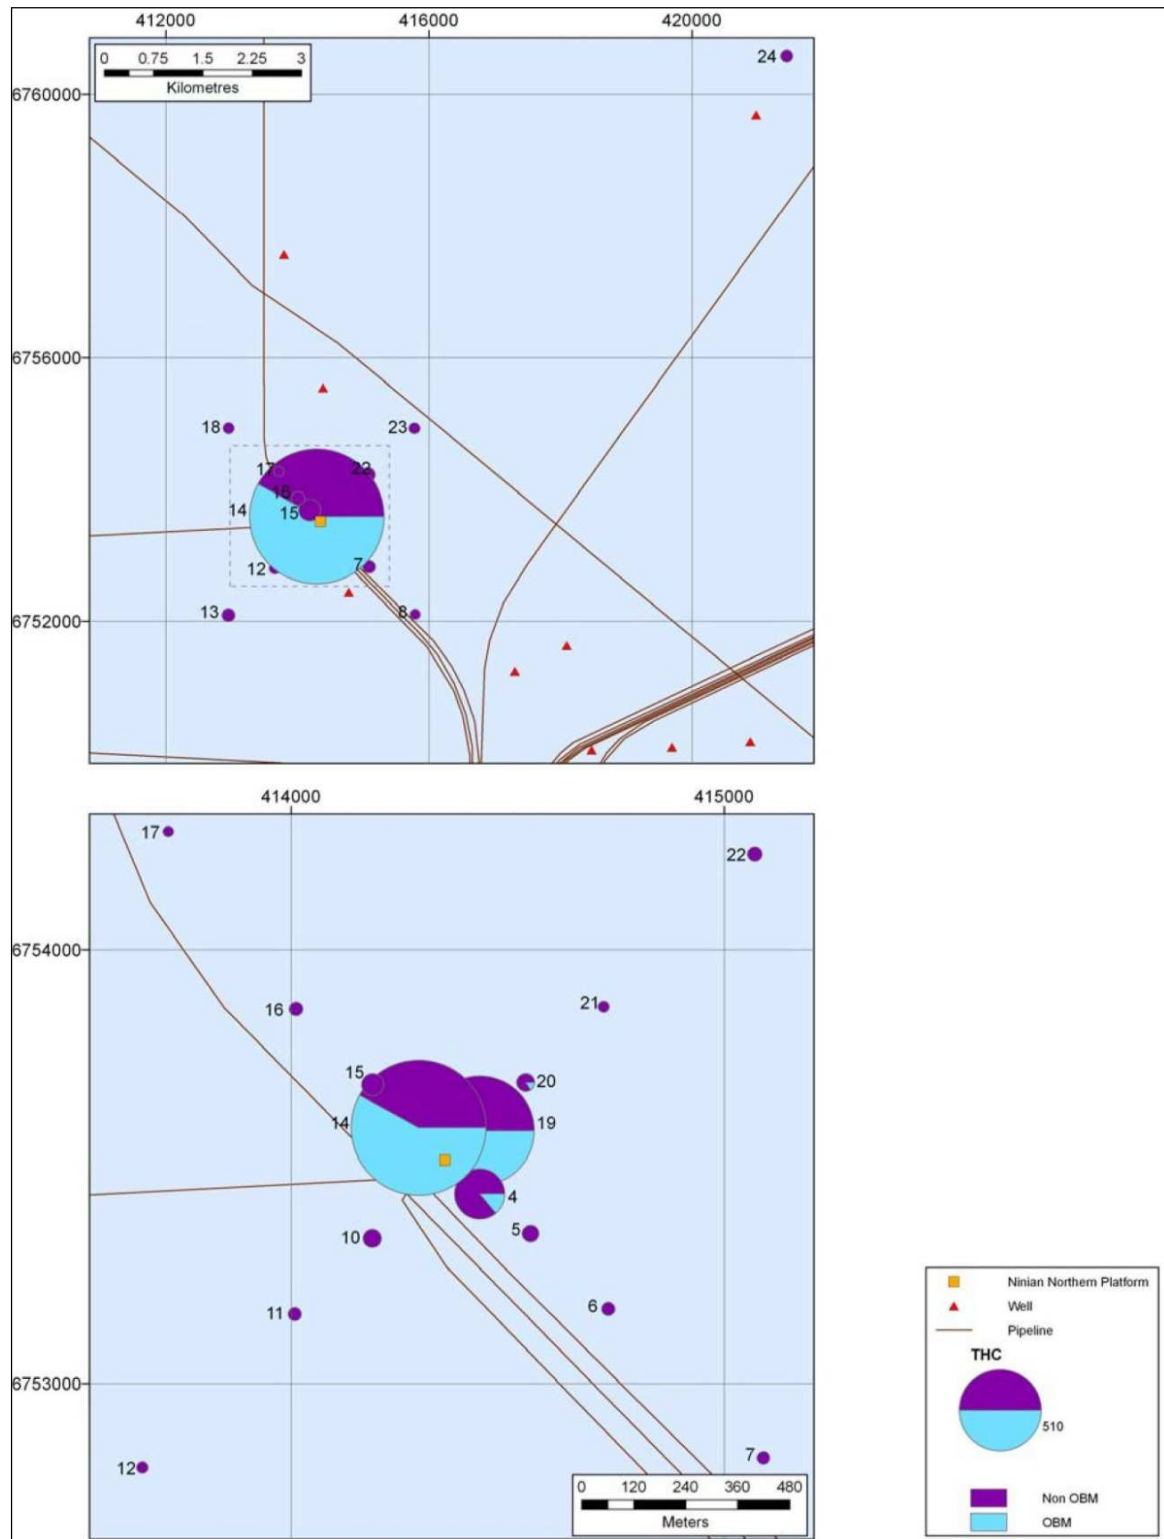 412000 416000 420000
0 0.75 1.5 2.25 3
Kilometres
24
6760000
6756000
18 23
17 22
16
14 15
12 7
13 8
6752000
414000 415000
17
22
6754000
16 21
15 20
14 19
4
10 5
11 6
6753000
12 7
0 120 240 360 480
Meters
Ninian Northern Platform
Well
Pipeline
THC
510
Non OBM
OBM